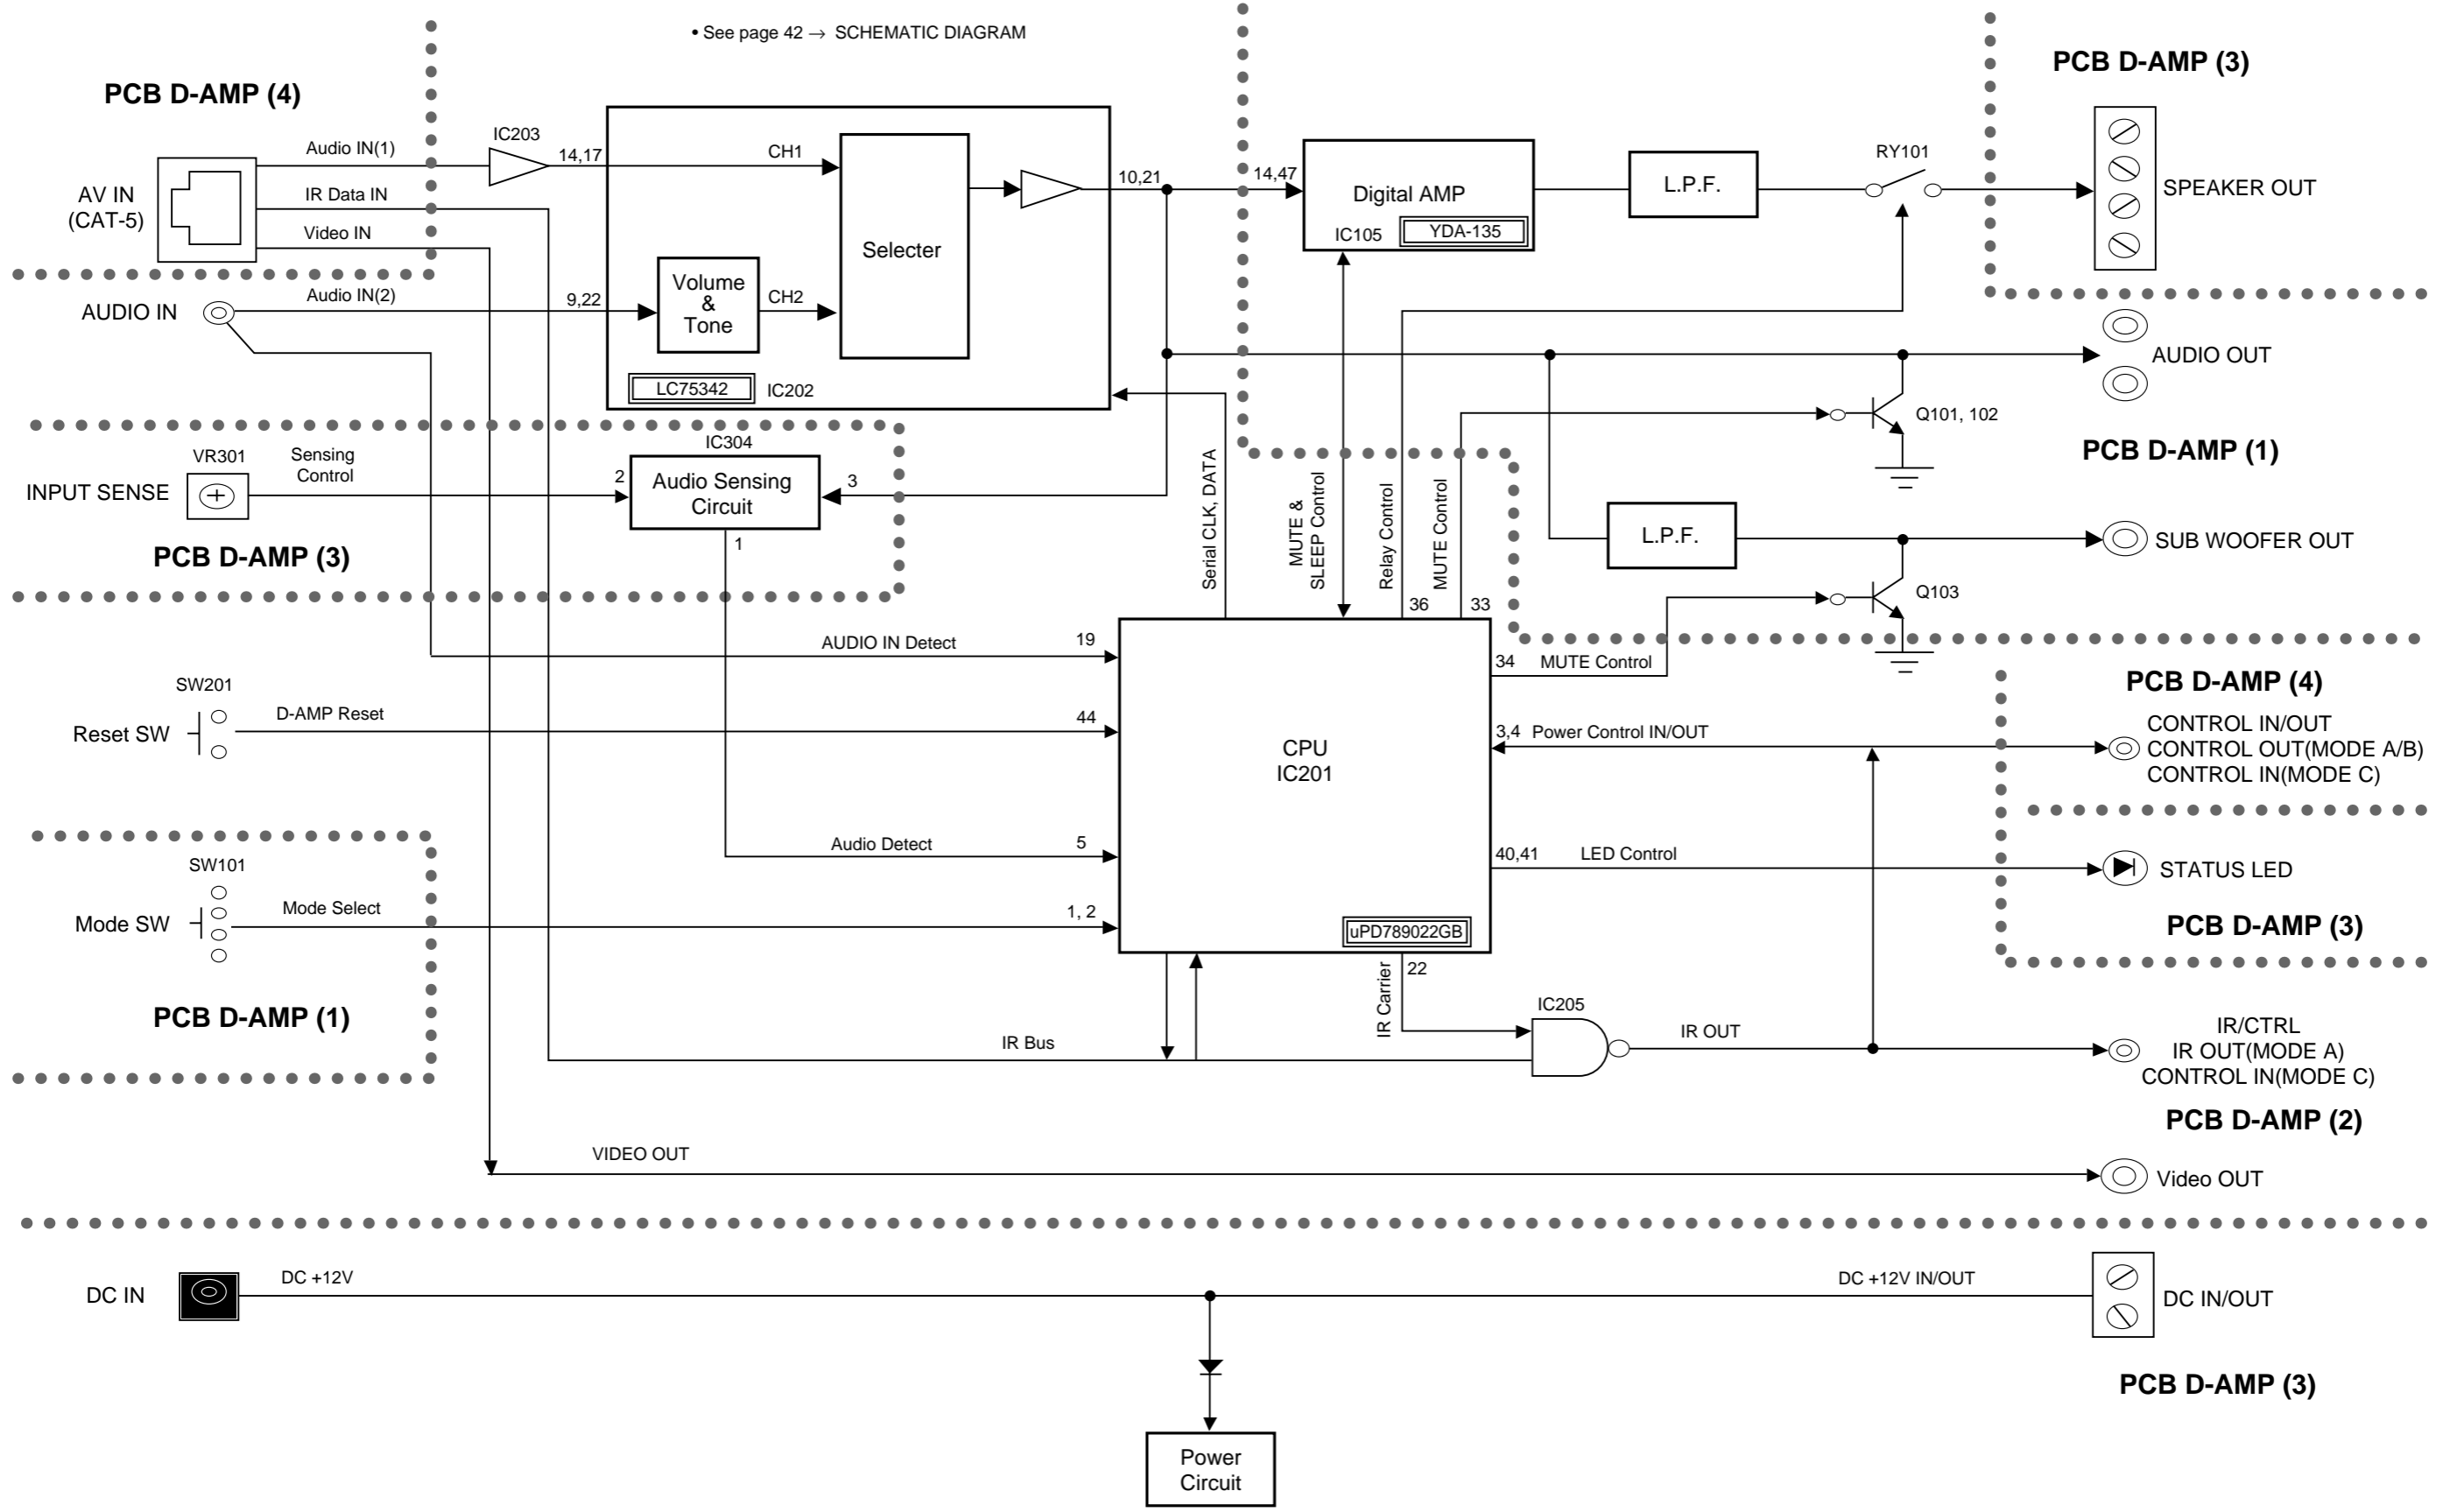 • See page 42 → SCHEMATIC DIAGRAM
PCB D-AMP (4)
PCB D-AMP (3)
AV IN
(CAT-5)
Audio IN(1)
IR Data IN
Video IN
IC203
14,17
CH1
Selecter
10,21
14,47
Digital AMP
IC105
YDA-135
L.P.F.
RY101
SPEAKER OUT
AUDIO IN
Audio IN(2)
9,22
Volume
&
Tone
CH2
LC75342
IC202
AUDIO OUT
Q101, 102
PCB D-AMP (1)
INPUT SENSE
VR301
Sensing
Control
2
IC304
Audio Sensing
Circuit
3
1
PCB D-AMP (3)
Serial CLK, DATA
MUTE &
SLEEP Control
Relay Control
MUTE Control
36
33
L.P.F.
SUB WOOFER OUT
Q103
AUDIO IN Detect
19
34
MUTE Control
SW201
Reset SW
D-AMP Reset
44
CPU
IC201
uPD789022GB
3,4
Power Control IN/OUT
PCB D-AMP (4)
CONTROL IN/OUT
CONTROL OUT(MODE A/B)
CONTROL IN(MODE C)
Audio Detect
5
40,41
LED Control
STATUS LED
PCB D-AMP (3)
SW101
Mode SW
Mode Select
1, 2
PCB D-AMP (1)
IR Carrier
22
IR Bus
IC205
IR OUT
IR/CTRL
IR OUT(MODE A)
CONTROL IN(MODE C)
PCB D-AMP (2)
VIDEO OUT
Video OUT
DC IN
DC +12V
DC +12V IN/OUT
DC IN/OUT
PCB D-AMP (3)
Power
Circuit